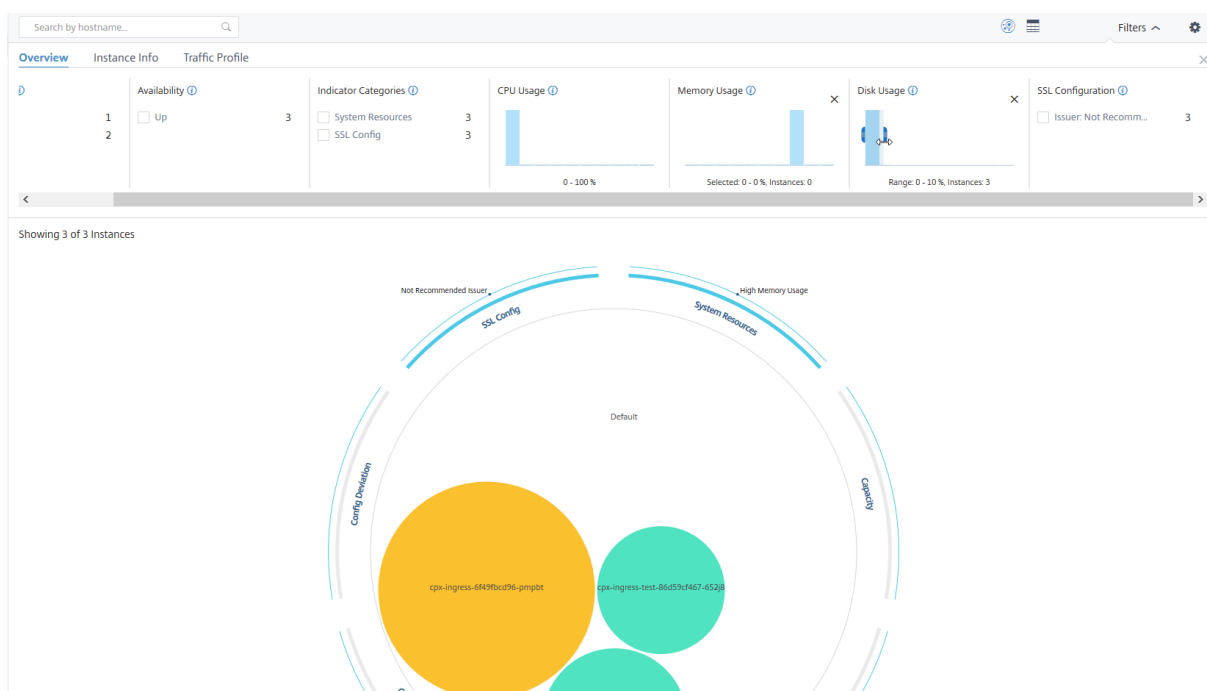 Search by hostname...
Filters
Overview Instance Info Traffic Profile
Availability Indicator Categories CPU Usage Memory Usage Disk Usage SSL Configuration
1 Up 3 System Resources 3 Issuer: Not Recomm... 3
2 SSL Config 3
0 - 100 % Selected: 0 - 0 %, Instances: 0 Range: 0 - 10 %, Instances: 3
Showing 3 of 3 Instances
Not Recommended Issuer High Memory Usage
SSL Config System Resources
Default
Config Deviation Capacity
cpx-ingress-6f49fbcd96-pmpbt cpx-ingress-test-86d59cf467-652j8